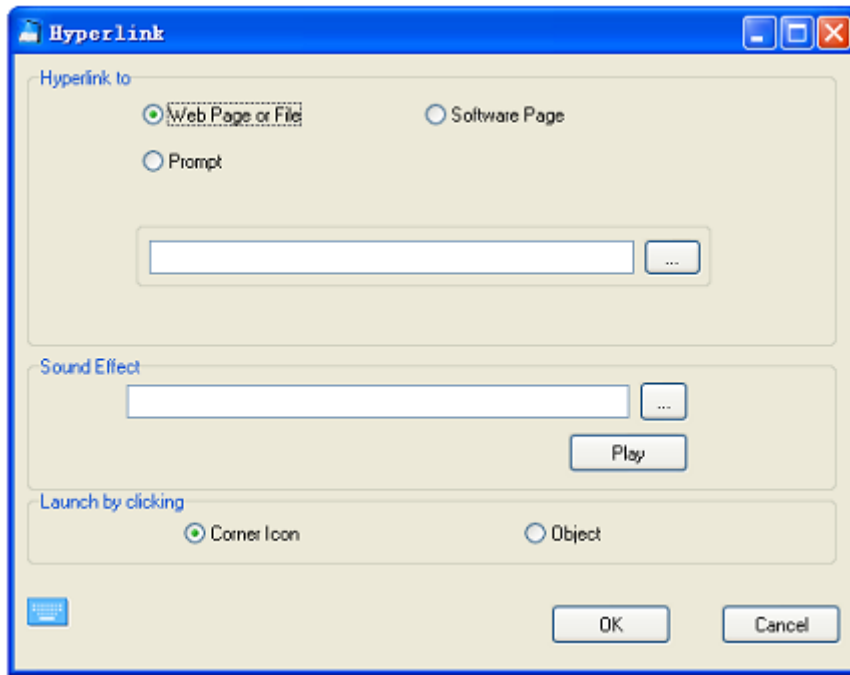 Hyperlink
Hyperlink to
Web Page or File Software Page
Prompt
...
Sound Effect
...
Play
Launch by clicking
Corner Icon Object
OK Cancel